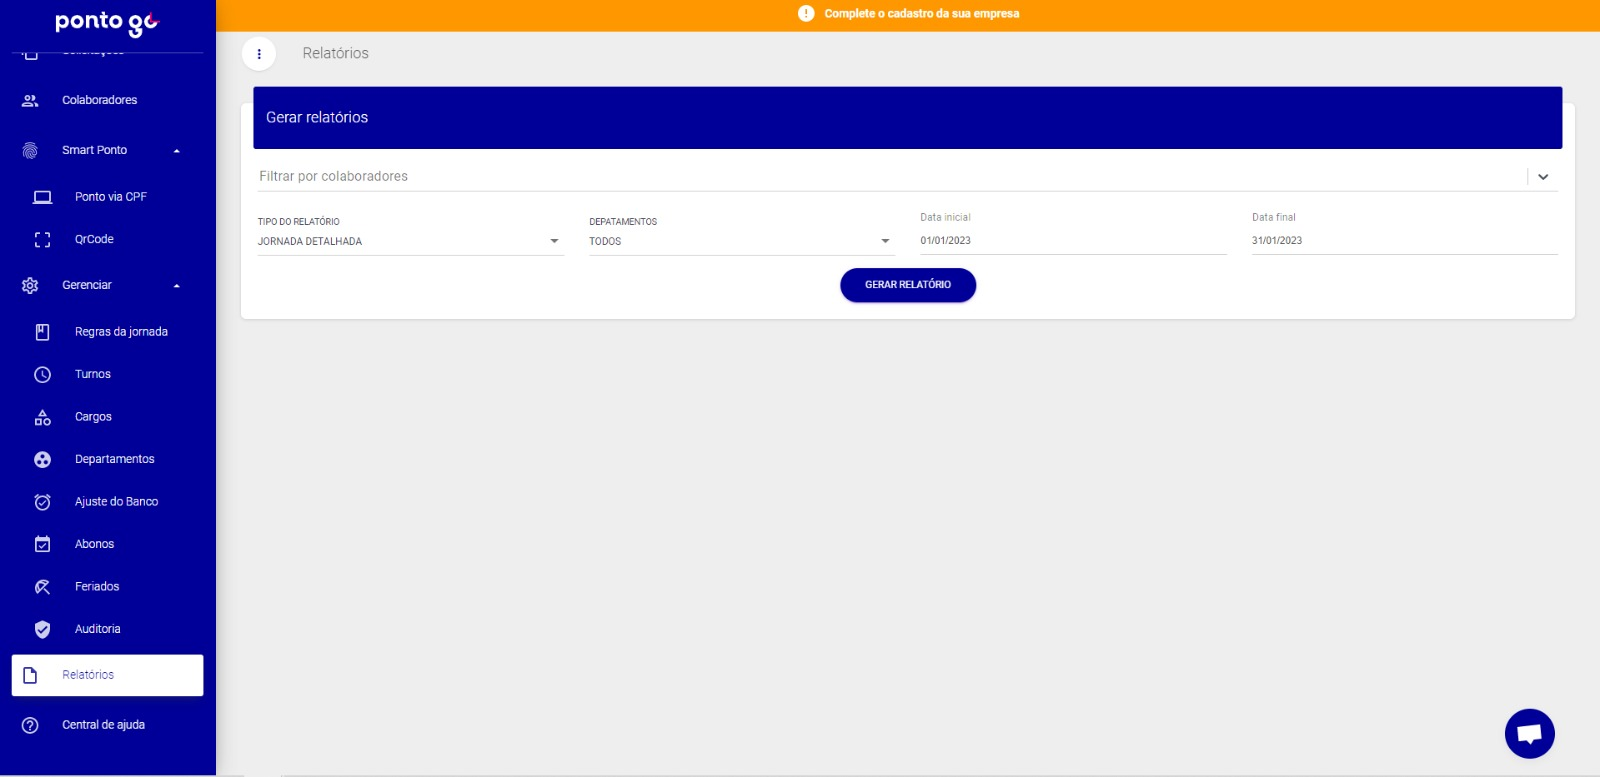 ponto go
Complete o cadastro da sua empresa
Relatórios
Solicitações
Colaboradores
Smart Ponto
Ponto via CPF
QrCode
Gerenciar
Regras da jornada
Turnos
Cargos
Departamentos
Ajuste do Banco
Abonos
Feriados
Auditoria
Relatórios
Central de ajuda
Gerar relatórios
Filtrar por colaboradores
TIPO DO RELATÓRIO
JORNADA DETALHADA
DEPATAMENTOS
TODOS
Data inicial
01/01/2023
Data final
31/01/2023
GERAR RELATÓRIO